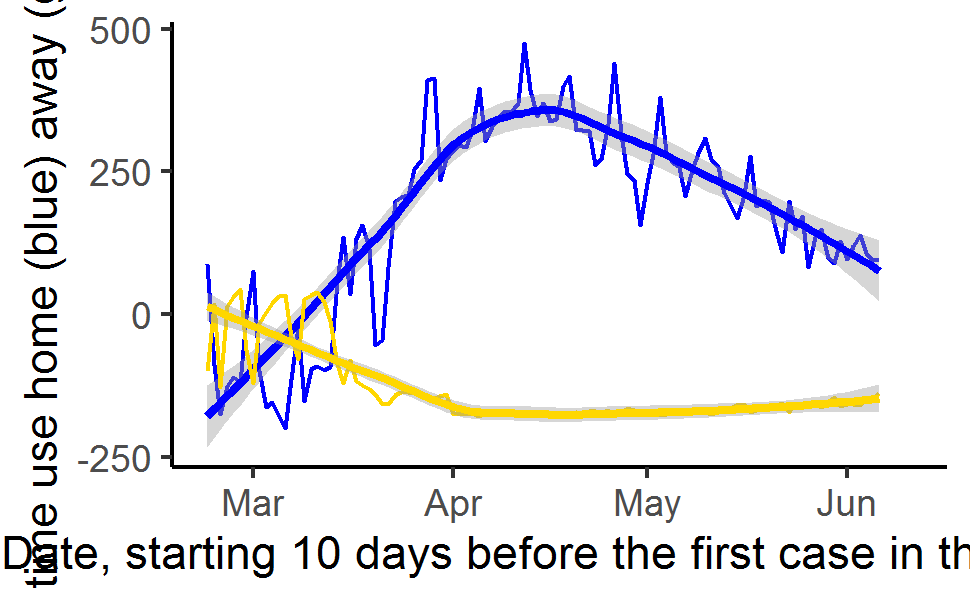 time use home (blue) away (
500
250
0
-250
Mar Apr May Jun
Date, starting 10 days before the first case in th